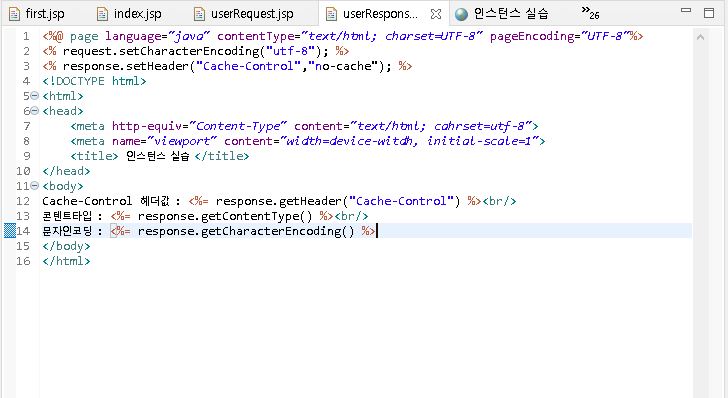 first.jsp index.jsp userRequest.jsp userRespons... 인스턴스 실습 »26
1 <%@ page language="java" contentType="text/html; charset=UTF-8" pageEncoding="UTF-8"%>
2 <% request.setCharacterEncoding("utf-8"); %>
3 <% response.setHeader("Cache-Control","no-cache"); %>
4 <!DOCTYPE html>
5 <html>
6 <head>
7 <meta http-equiv="Content-Type" content="text/html; cahrset=utf-8">
8 <meta name="viewport" content="width=device-witdh, initial-scale=1">
9 <title> 인스턴스 실습 </title>
10 </head>
11 <body>
12 Cache-Control 헤더값 : <%= response.getHeader("Cache-Control") %><br/>
13 콘텐트타입 : <%= response.getContentType() %><br/>
14 문자인코딩 : <%= response.getCharacterEncoding() %>
15 </body>
16 </html>